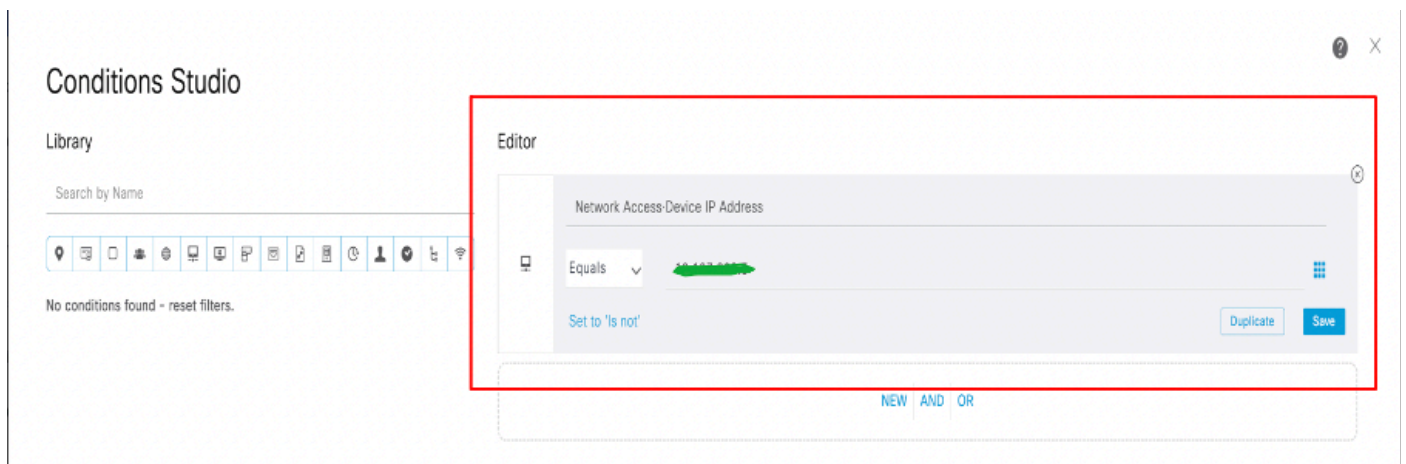 Conditions Studio
Library
Search by Name
No conditions found - reset filters.
Editor
Network Access·Device IP Address
Equals
Set to 'Is not'
Duplicate
Save
NEW AND OR